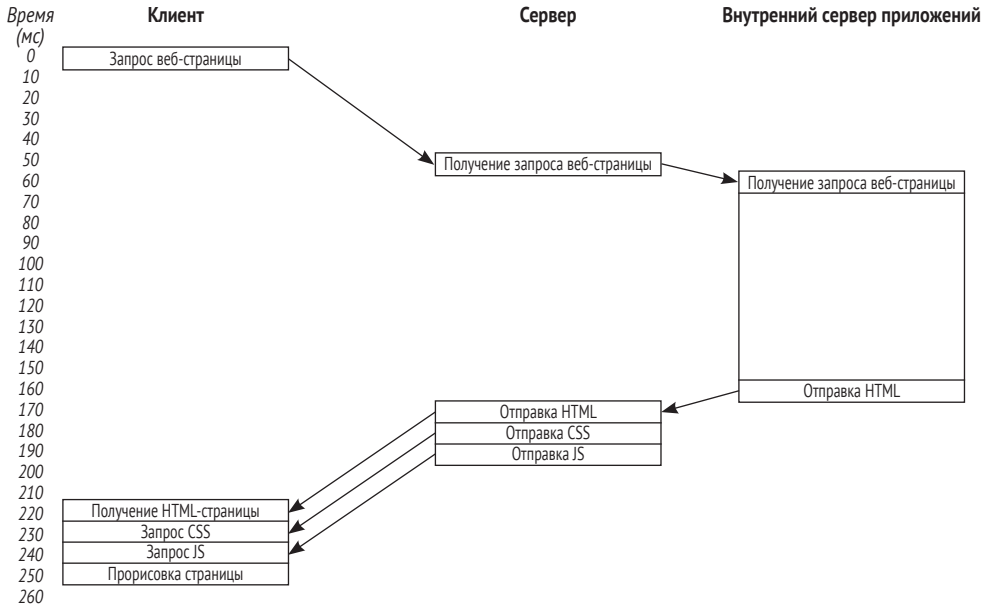 Время
(мс)
Клиент
Сервер
Внутренний сервер приложений
0
Запрос веб-страницы
10
20
30
40
50
Получение запроса веб-страницы
60
Получение запроса веб-страницы
70
80
90
100
110
120
130
140
150
160
Отправка HTML
170
Отправка HTML
180
Отправка CSS
190
Отправка JS
200
210
220
Получение HTML-страницы
230
Запрос CSS
240
Запрос JS
250
Прорисовка страницы
260